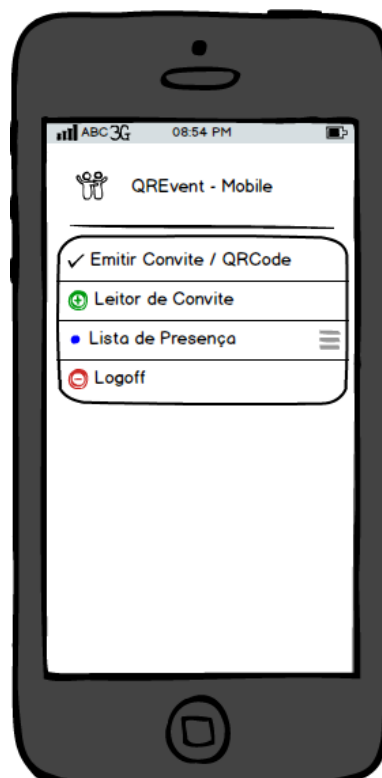 ABC 3G 08:54 PM
QREvent - Mobile
Emitir Convite / QRCode
Leitor de Convite
Lista de Presença
Logoff